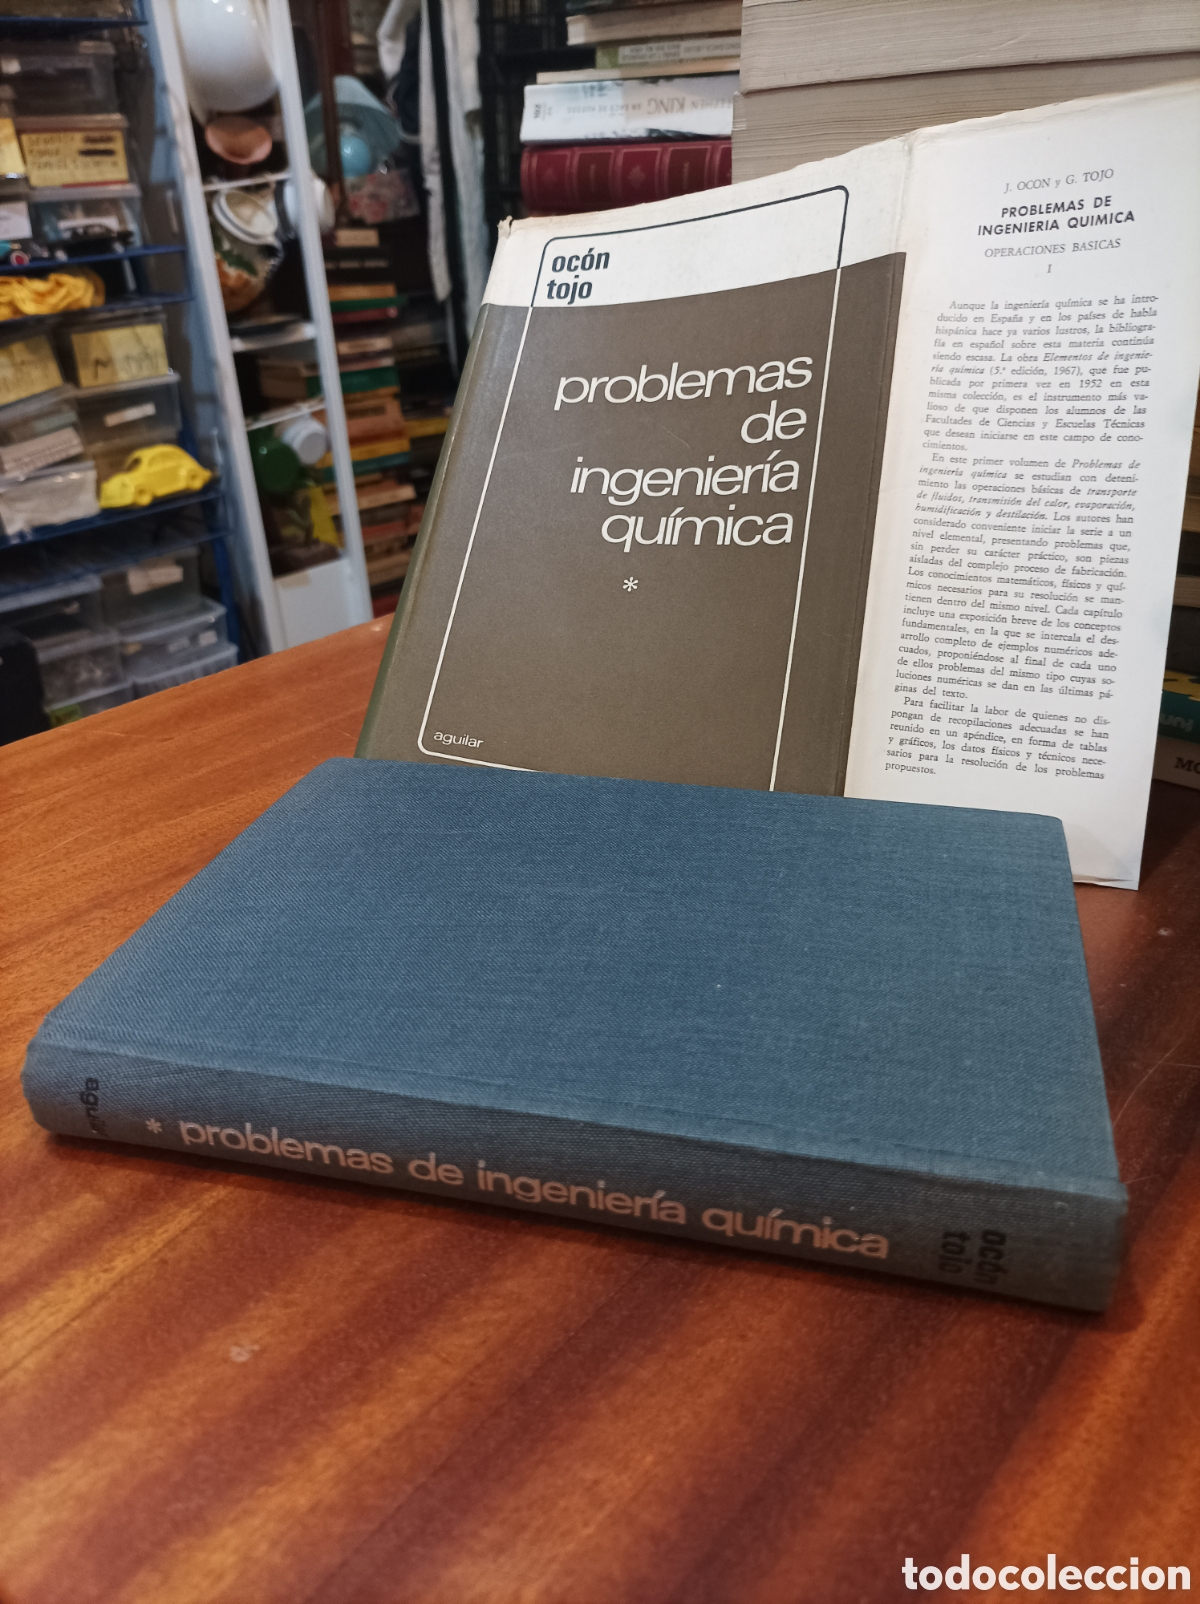 STEPHEN KING UN SACO DE HUESOS
ocón
tojo
problemas
de
ingeniería
química
*
aguilar
J. OCON y G. TOJO
PROBLEMAS DE
INGENIERIA QUIMICA
OPERACIONES BASICAS
I
Aunque la ingeniería química se ha intro-
ducido en España y en los países de habla
hispánica hace ya varios lustros, la bibliogra-
fía en español sobre esta materia continúa
siendo escasa. La obra Elementos de ingenie-
ría química (5.ª edición, 1967), que fue pu-
blicada por primera vez en 1952 en esta
misma colección, es el instrumento más va-
lioso de que disponen los alumnos de las
Facultades de Ciencias y Escuelas Técnicas
que desean iniciarse en este campo de cono-
cimientos.
En este primer volumen de Problemas de
ingeniería química se estudian con deteni-
miento las operaciones básicas de transporte
de fluidos, transmisión del calor, evaporación,
humidificación y destilación. Los autores han
considerado conveniente iniciar la serie a un
nivel elemental, presentando problemas que,
sin perder su carácter práctico, son piezas
aisladas del complejo proceso de fabricación.
Los conocimientos matemáticos, físicos y quí-
micos necesarios para su resolución se man-
tienen dentro del mismo nivel. Cada capítulo
incluye una exposición breve de los conceptos
fundamentales, en la que se intercala el des-
arrollo completo de ejemplos numéricos ade-
cuados, proponiéndose al final de cada uno
de ellos problemas del mismo tipo cuyas so-
luciones numéricas se dan en las últimas pá-
ginas del texto.
Para facilitar la labor de quienes no dis-
pongan de recopilaciones adecuadas se han
reunido en un apéndice, en forma de tablas
y gráficos, los datos físicos y técnicos nece-
sarios para la resolución de los problemas
propuestos.
aguilar
* problemas de ingeniería química
ocón
tojo
todocoleccion